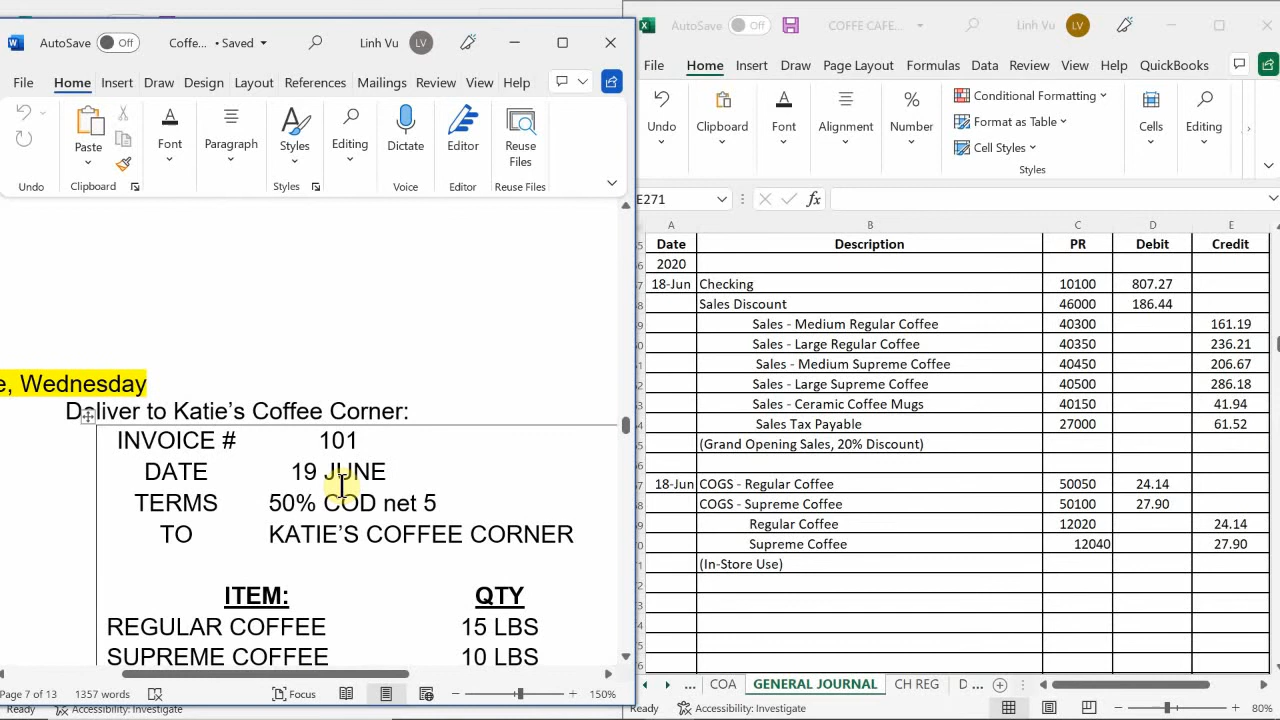 AutoSave Off Coffe... • Saved Linh Vu LV
File Home Insert Draw Design Layout References Mailings Review View Help
Paste Font Paragraph Styles Editing Dictate Editor Reuse Files
Undo Clipboard Styles Voice Editor Reuse Files
e, Wednesday
Deliver to Katie's Coffee Corner:
INVOICE # 101
DATE 19 JUNE
TERMS 50% COD net 5
TO KATIE'S COFFEE CORNER
ITEM: QTY
REGULAR COFFEE 15 LBS
SUPREME COFFEE 10 LBS
Page 7 of 13 1357 words Focus 150%
Ready Accessibility: Investigate
AutoSave Off COFFE CAFE... Linh Vu LV
File Home Insert Draw Page Layout Formulas Data Review View Help QuickBooks
Undo Clipboard Font Alignment Number Conditional Formatting Format as Table Cell Styles Cells Editing
Styles
E271 fx
A B C D E
Date Description PR Debit Credit
2020
18-Jun Checking 10100 807.27
Sales Discount 46000 186.44
Sales - Medium Regular Coffee 40300 161.19
Sales - Large Regular Coffee 40350 236.21
Sales - Medium Supreme Coffee 40450 206.67
Sales - Large Supreme Coffee 40500 286.18
Sales - Ceramic Coffee Mugs 40150 41.94
Sales Tax Payable 27000 61.52
(Grand Opening Sales, 20% Discount)
18-Jun COGS - Regular Coffee 50050 24.14
COGS - Supreme Coffee 50100 27.90
Regular Coffee 12020 24.14
Supreme Coffee 12040 27.90
(In-Store Use)
... COA GENERAL JOURNAL CH REG D ...
Ready Accessibility: Investigate 80%